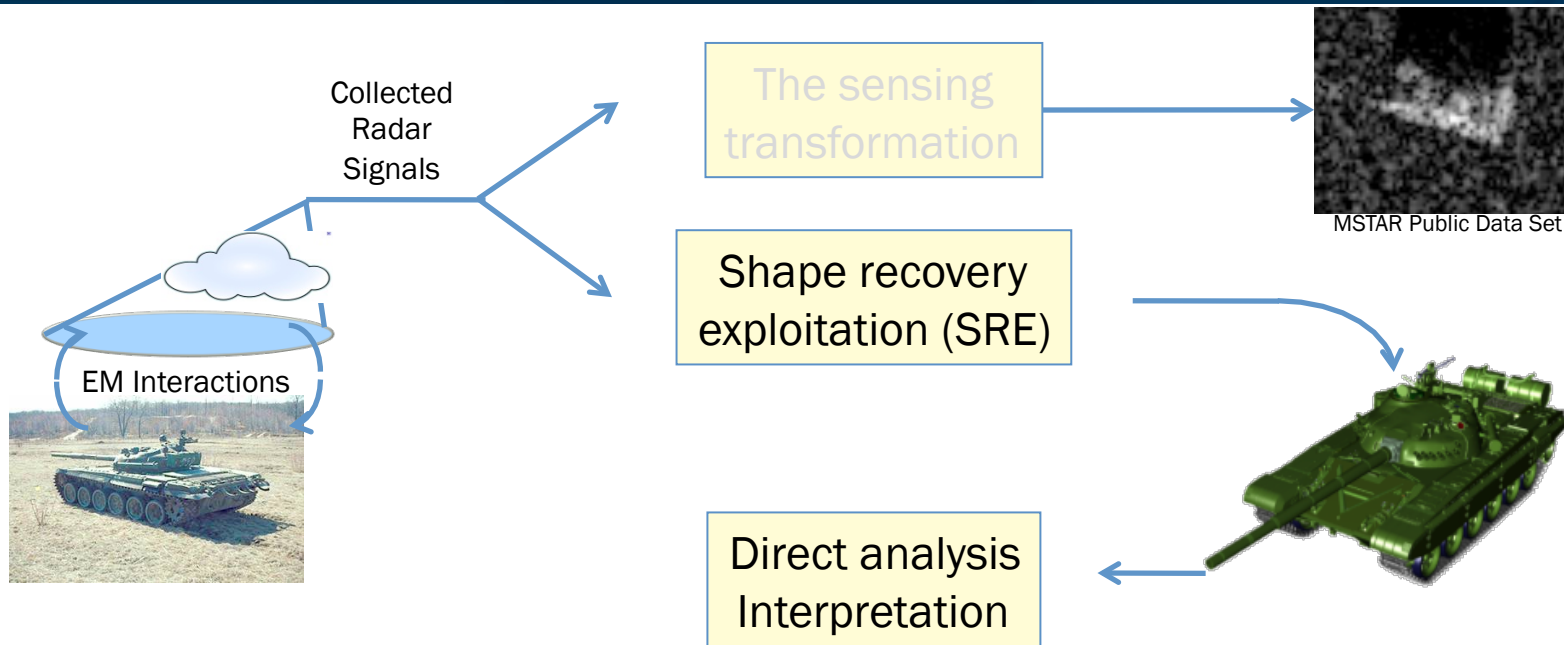 Collected
Radar
Signals
The sensing
transformation
MSTAR Public Data Set
Shape recovery
exploitation (SRE)
EM Interactions
Direct analysis
Interpretation